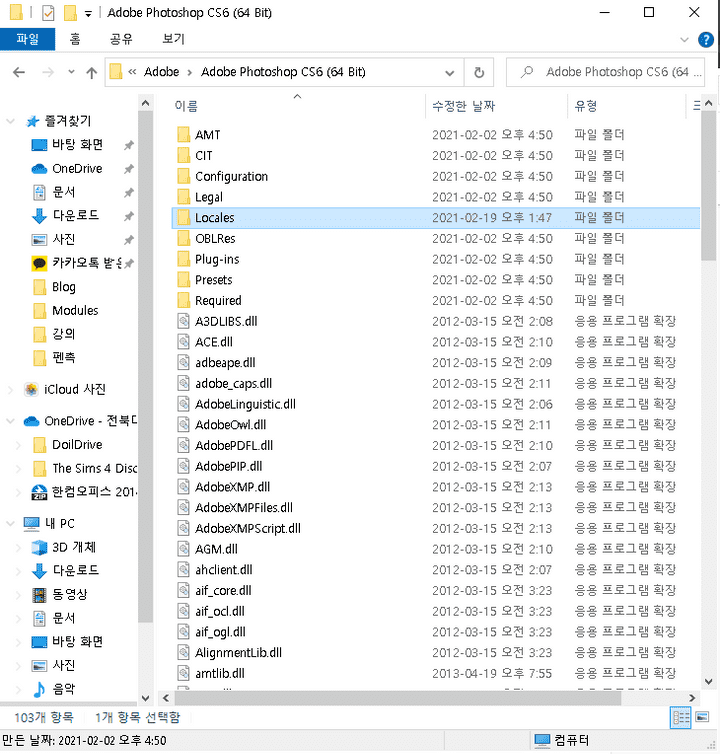 Adobe Photoshop CS6 (64 Bit)
파일 홈 공유 보기
« Adobe > Adobe Photoshop CS6 (64 Bit)
Adobe Photoshop CS6 (64 ...
이름 수정한 날짜 유형
즐겨찾기
바탕 화면
OneDrive
문서
다운로드
사진
카카오톡 받은
Blog
Modules
강의
펜촉
iCloud 사진
OneDrive - 전북대
DoilDrive
The Sims 4 Disc
ZIP
한컴오피스 2014
내 PC
3D 개체
다운로드
동영상
문서
바탕 화면
사진
음악
AMT 2021-02-02 오후 4:50 파일 폴더
CIT 2021-02-02 오후 4:50 파일 폴더
Configuration 2021-02-02 오후 4:50 파일 폴더
Legal 2021-02-02 오후 4:50 파일 폴더
Locales 2021-02-19 오후 1:47 파일 폴더
OBLRes 2021-02-02 오후 4:50 파일 폴더
Plug-ins 2021-02-02 오후 4:50 파일 폴더
Presets 2021-02-02 오후 4:50 파일 폴더
Required 2021-02-02 오후 4:50 파일 폴더
A3DLIBS.dll 2012-03-15 오전 2:08 응용 프로그램 확장
ACE.dll 2012-03-15 오전 2:10 응용 프로그램 확장
adbeape.dll 2012-03-15 오전 2:09 응용 프로그램 확장
adobe_caps.dll 2012-03-15 오전 2:11 응용 프로그램 확장
AdobeLinguistic.dll 2012-03-15 오전 2:06 응용 프로그램 확장
AdobeOwl.dll 2012-03-15 오전 2:11 응용 프로그램 확장
AdobePDFL.dll 2012-03-15 오전 2:10 응용 프로그램 확장
AdobePIP.dll 2012-03-15 오전 2:07 응용 프로그램 확장
AdobeXMP.dll 2012-03-15 오전 2:13 응용 프로그램 확장
AdobeXMPFiles.dll 2012-03-15 오전 2:13 응용 프로그램 확장
AdobeXMPScript.dll 2012-03-15 오전 2:13 응용 프로그램 확장
AGM.dll 2012-03-15 오전 2:10 응용 프로그램 확장
ahclient.dll 2012-03-15 오전 2:07 응용 프로그램 확장
aif_core.dll 2012-03-15 오전 3:23 응용 프로그램 확장
aif_ocl.dll 2012-03-15 오전 3:23 응용 프로그램 확장
aif_ogl.dll 2012-03-15 오전 3:23 응용 프로그램 확장
AlignmentLib.dll 2012-03-15 오전 3:23 응용 프로그램 확장
amtlib.dll 2013-04-19 오후 7:55 응용 프로그램 확장
103개 항목 1개 항목 선택함
만든 날짜: 2021-02-02 오후 4:50 컴퓨터